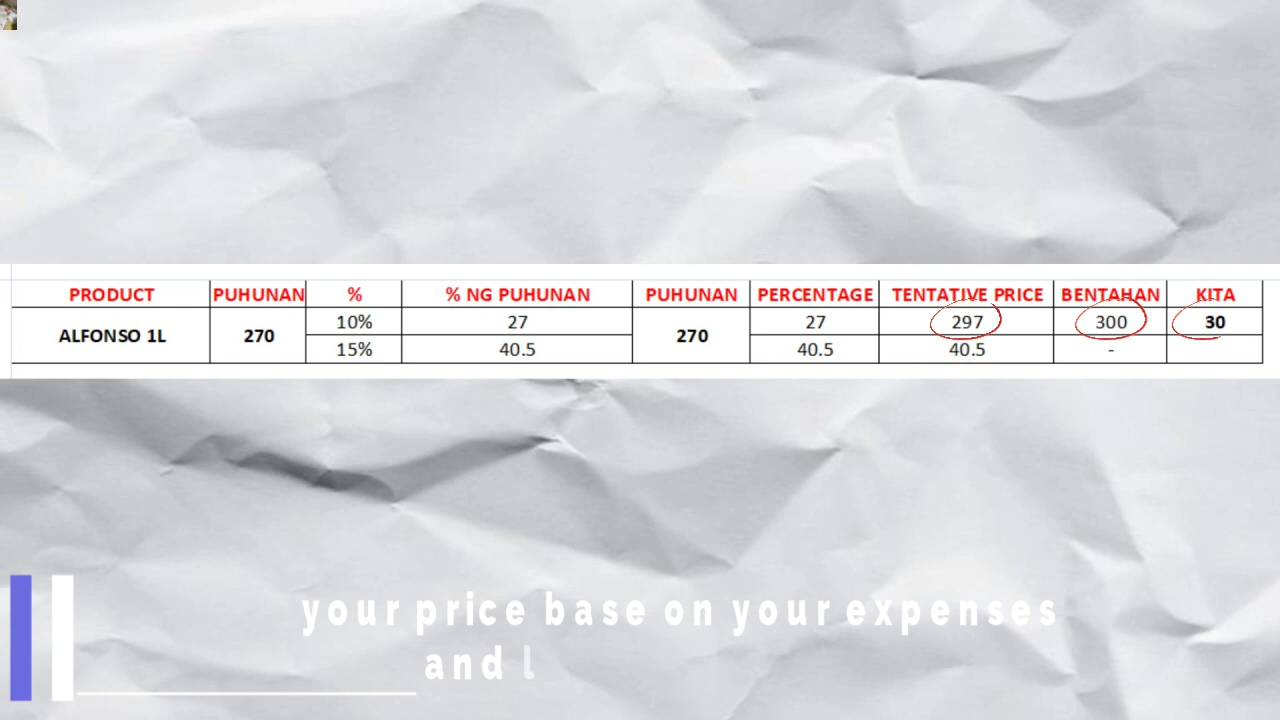 PRODUCT PUHUNAN % % NG PUHUNAN PUHUNAN PERCENTAGE TENTATIVE PRICE BENTAHAN KITA
ALFONSO 1L 270 10% 27 270 27 297 300 30
15% 40.5 40.5 40.5 -
your price base on your expenses
and l